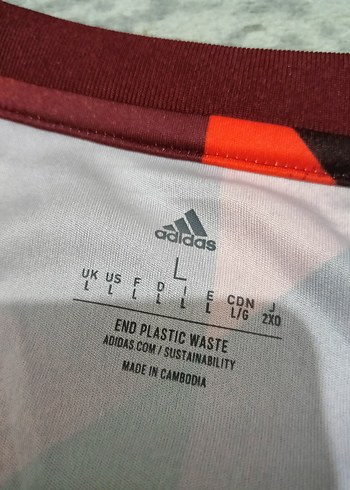 adidas
L
UK US F D I E CDN J
L L L L L L L/G 2XO
END PLASTIC WASTE
ADIDAS.COM / SUSTAINABILITY
MADE IN CAMBODIA